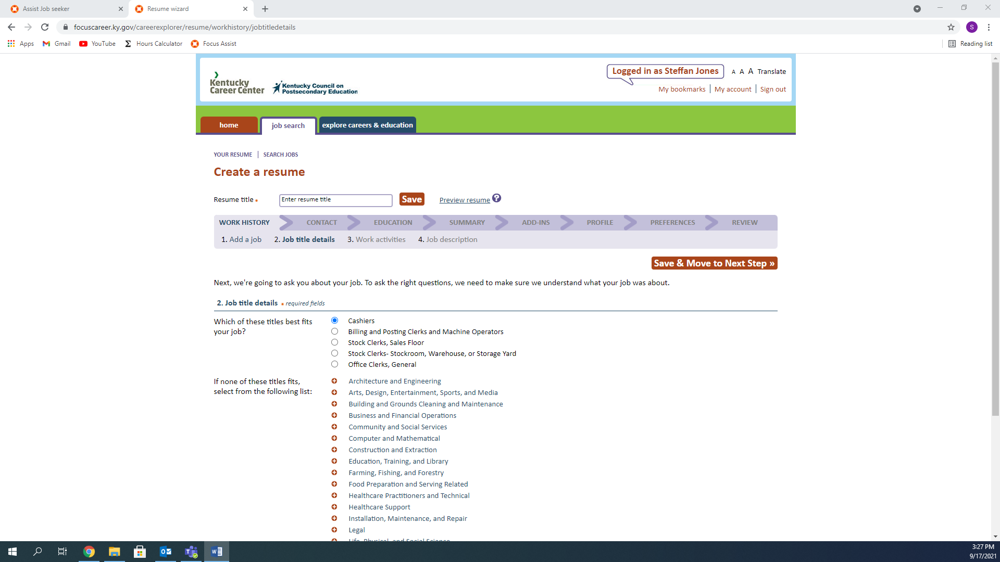 Assist Job seeker
Resume wizard
focuscareer.ky.gov/careerexplorer/resume/workhistory/jobtitledetails
S
Apps
Gmail
YouTube
Hours Calculator
Focus Assist
Reading list
Kentucky
Career Center
Kentucky Council on
Postsecondary Education
Logged in as Steffan Jones
A A A Translate
My bookmarks
My account
Sign out
home
job search
explore careers & education
YOUR RESUME
SEARCH JOBS
Create a resume
Resume title *
Enter resume title
Save
Preview resume
?
WORK HISTORY
CONTACT
EDUCATION
SUMMARY
ADD-INS
PROFILE
PREFERENCES
REVIEW
1. Add a job
2. Job title details
3. Work activities
4. Job description
Save & Move to Next Step »
Next, we're going to ask you about your job. To ask the right questions, we need to make sure we understand what your job was about.
2. Job title details * required fields
Which of these titles best fits
your job?
Cashiers
Billing and Posting Clerks and Machine Operators
Stock Clerks, Sales Floor
Stock Clerks- Stockroom, Warehouse, or Storage Yard
Office Clerks, General
If none of these titles fits,
select from the following list:
Architecture and Engineering
Arts, Design, Entertainment, Sports, and Media
Building and Grounds Cleaning and Maintenance
Business and Financial Operations
Community and Social Services
Computer and Mathematical
Construction and Extraction
Education, Training, and Library
Farming, Fishing, and Forestry
Food Preparation and Serving Related
Healthcare Practitioners and Technical
Healthcare Support
Installation, Maintenance, and Repair
Legal
Life, Physical, and Social Science
3:27 PM
9/17/2021